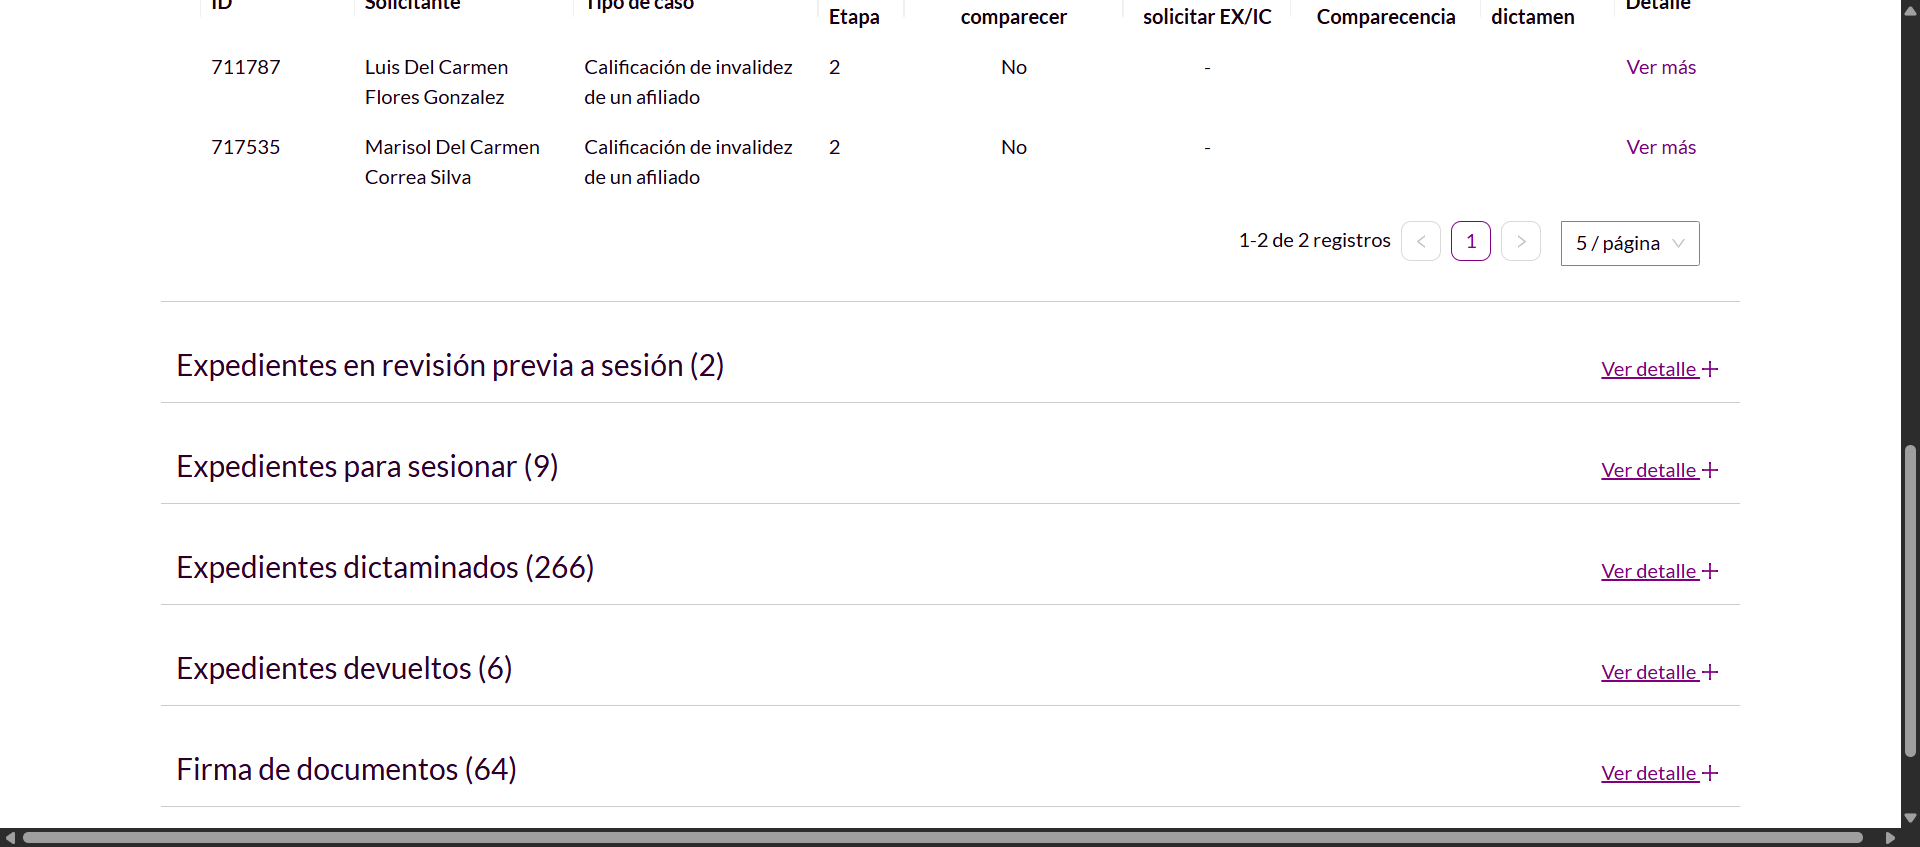 ID Solicitante Tipo de caso Etapa comparecer solicitar EX/IC Comparecencia dictamen Detalle
711787 Luis Del Carmen Calificación de invalidez 2 No - Ver más
Flores Gonzalez de un afiliado
717535 Marisol Del Carmen Calificación de invalidez 2 No - Ver más
Correa Silva de un afiliado
1-2 de 2 registros < 1 > 5 / página
Expedientes en revisión previa a sesión (2) Ver detalle +
Expedientes para sesionar (9) Ver detalle +
Expedientes dictaminados (266) Ver detalle +
Expedientes devueltos (6) Ver detalle +
Firma de documentos (64) Ver detalle +